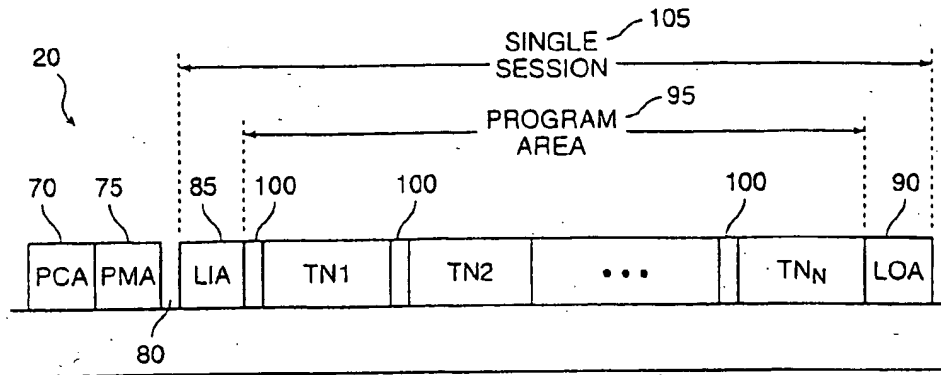 SINGLE 105
SESSION
20
PROGRAM 95
AREA
70 75 85 100 100 100 90
PCA PMA LIA TN1 TN2 ••• TNN LOA
80